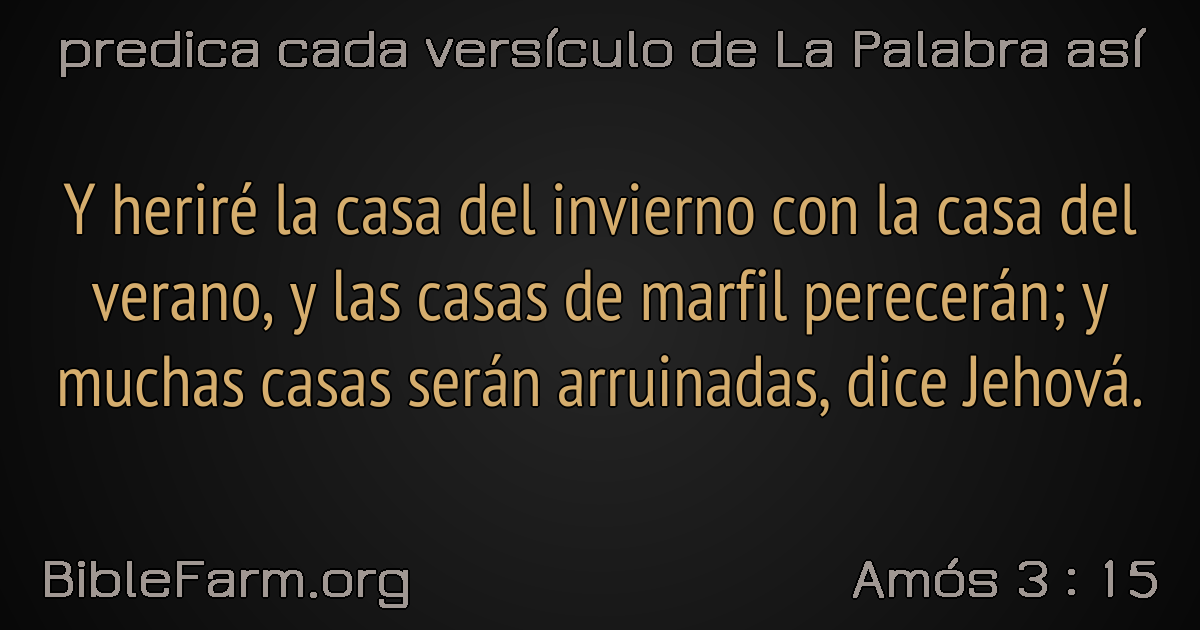 predica cada versículo de La Palabra así
Y heriré la casa del invierno con la casa del
verano, y las casas de marfil perecerán; y
muchas casas serán arruinadas, dice Jehová.
BibleFarm.org
Amós 3 : 15